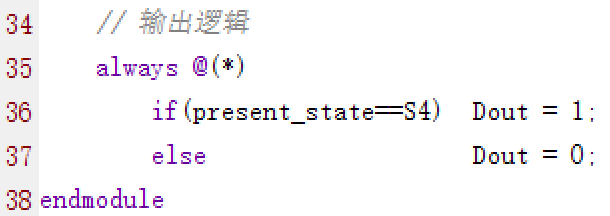 34 // 输出逻辑
35 always @(*)
36 if(present_state==S4) Dout = 1;
37 else Dout = 0;
38 endmodule